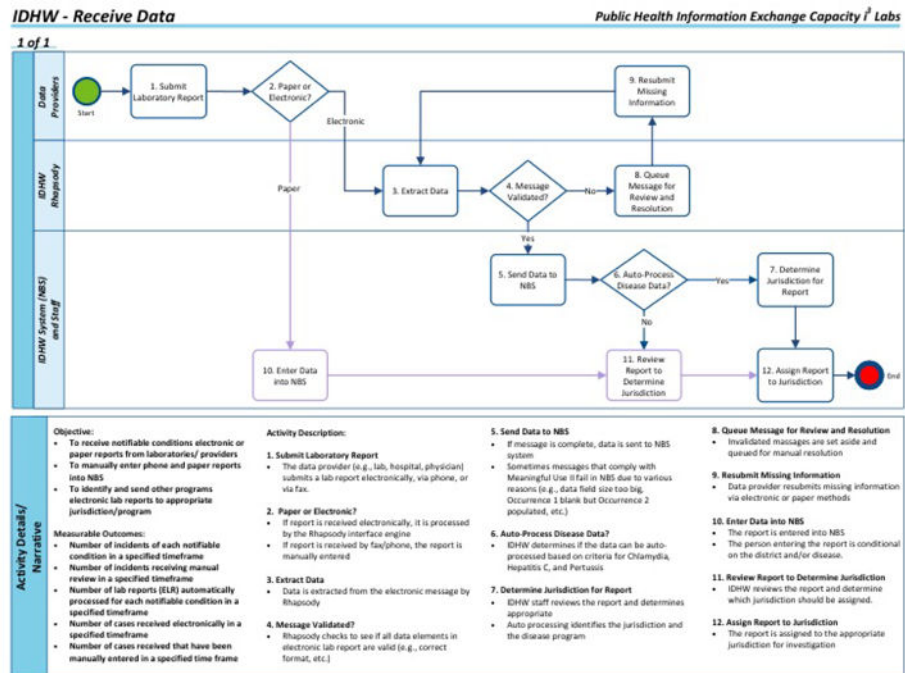 IDHW - Receive Data
Public Health Information Exchange Capacity i³ Labs
1 of 1
Data
Providers
Start
1. Submit
Laboratory Report
2. Paper or
Electronic?
Electronic
9. Resubmit
Missing
Information
IDHW
Rhapsody
Paper
3. Extract Data
4. Message
Validated?
No
8. Queue
Message for
Review and
Resolution
Yes
IDHW System (NBS)
and Staff
5. Send Data to
NBS
6. Auto-Process
Disease Data?
Yes
7. Determine
Jurisdiction for
Report
No
10. Enter Data
into NBS
11. Review
Report to
Determine
Jurisdiction
12. Assign Report
to Jurisdiction
End
Activity Details/
Narrative
Objective:
• To receive notifiable conditions electronic or
paper reports from laboratories/ providers
• To manually enter phone and paper reports
into NBS
• To identify and send other programs
electronic lab reports to appropriate
jurisdiction/program
Measurable Outcomes:
• Number of incidents of each notifiable
condition in a specified timeframe
• Number of incidents receiving manual
review in a specified timeframe
• Number of lab reports (ELR) automatically
processed for each notifiable condition in a
specified timeframe
• Number of cases received electronically in a
specified timeframe
• Number of cases received that have been
manually entered in a specified time frame
Activity Description:
1. Submit Laboratory Report
• The data provider (e.g., lab, hospital, physician)
submits a lab report electronically, via phone, or
via fax.
2. Paper or Electronic?
• If report is received electronically, it is processed
by the Rhapsody interface engine
• If report is received by fax/phone, the report is
manually entered
3. Extract Data
• Data is extracted from the electronic message by
Rhapsody
4. Message Validated?
• Rhapsody checks to see if all data elements in
electronic lab report are valid (e.g., correct
format, etc.)
5. Send Data to NBS
• If message is complete, data is sent to NBS
system
• Sometimes messages that comply with
Meaningful Use II fail in NBS due to various
reasons (e.g., data field size too big,
Occurrence 1 blank but Occurrence 2
populated, etc.)
6. Auto-Process Disease Data?
• IDHW determines if the data can be auto-
processed based on criteria for Chlamydia,
Hepatitis C, and Pertussis
7. Determine Jurisdiction for Report
• IDHW staff reviews the report and determines
appropriate
• Auto processing identifies the jurisdiction and
the disease program
8. Queue Message for Review and Resolution
• Invalidated massages are set aside and
queued for manual resolution
9. Resubmit Missing Information
• Data provider resubmits missing information
via electronic or paper methods
10. Enter Data into NBS
• The report is entered into NBS
• The person entering the report is conditional
on the district and/or disease.
11. Review Report to Determine Jurisdiction
• IDHW reviews the report and determine
which jurisdiction should be assigned.
12. Assign Report to Jurisdiction
• The report is assigned to the appropriate
jurisdiction for investigation